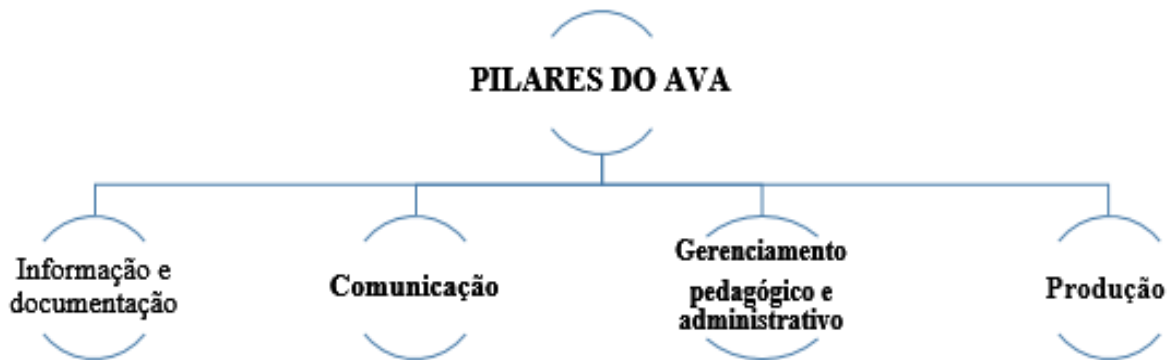 PILARES DO AVA
Informação e
documentação
Comunicação
Gerenciamento
pedagógico e
administrativo
Produção